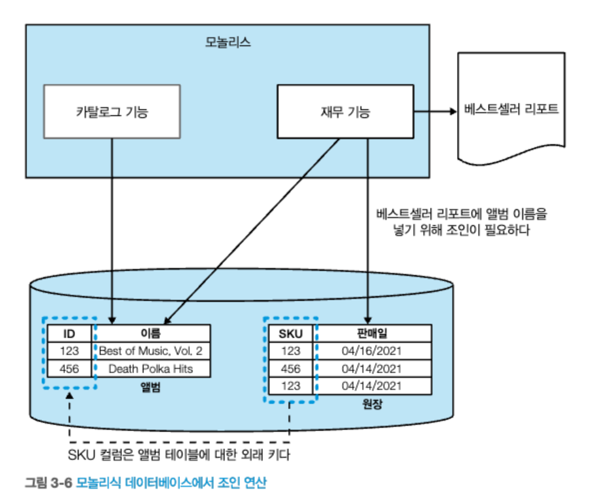 모놀리스
카탈로그 기능
재무 기능
베스트셀러 리포트
베스트셀러 리포트에 앨범 이름을
넣기 위해 조인이 필요하다
ID 이름
123 Best of Music, Vol. 2
456 Death Polka Hits
앨범
SKU 판매일
123 04/16/2021
456 04/14/2021
123 04/14/2021
원장
SKU 컬럼은 앨범 테이블에 대한 외래 키다
그림 3-6 모놀리식 데이터베이스에서 조인 연산